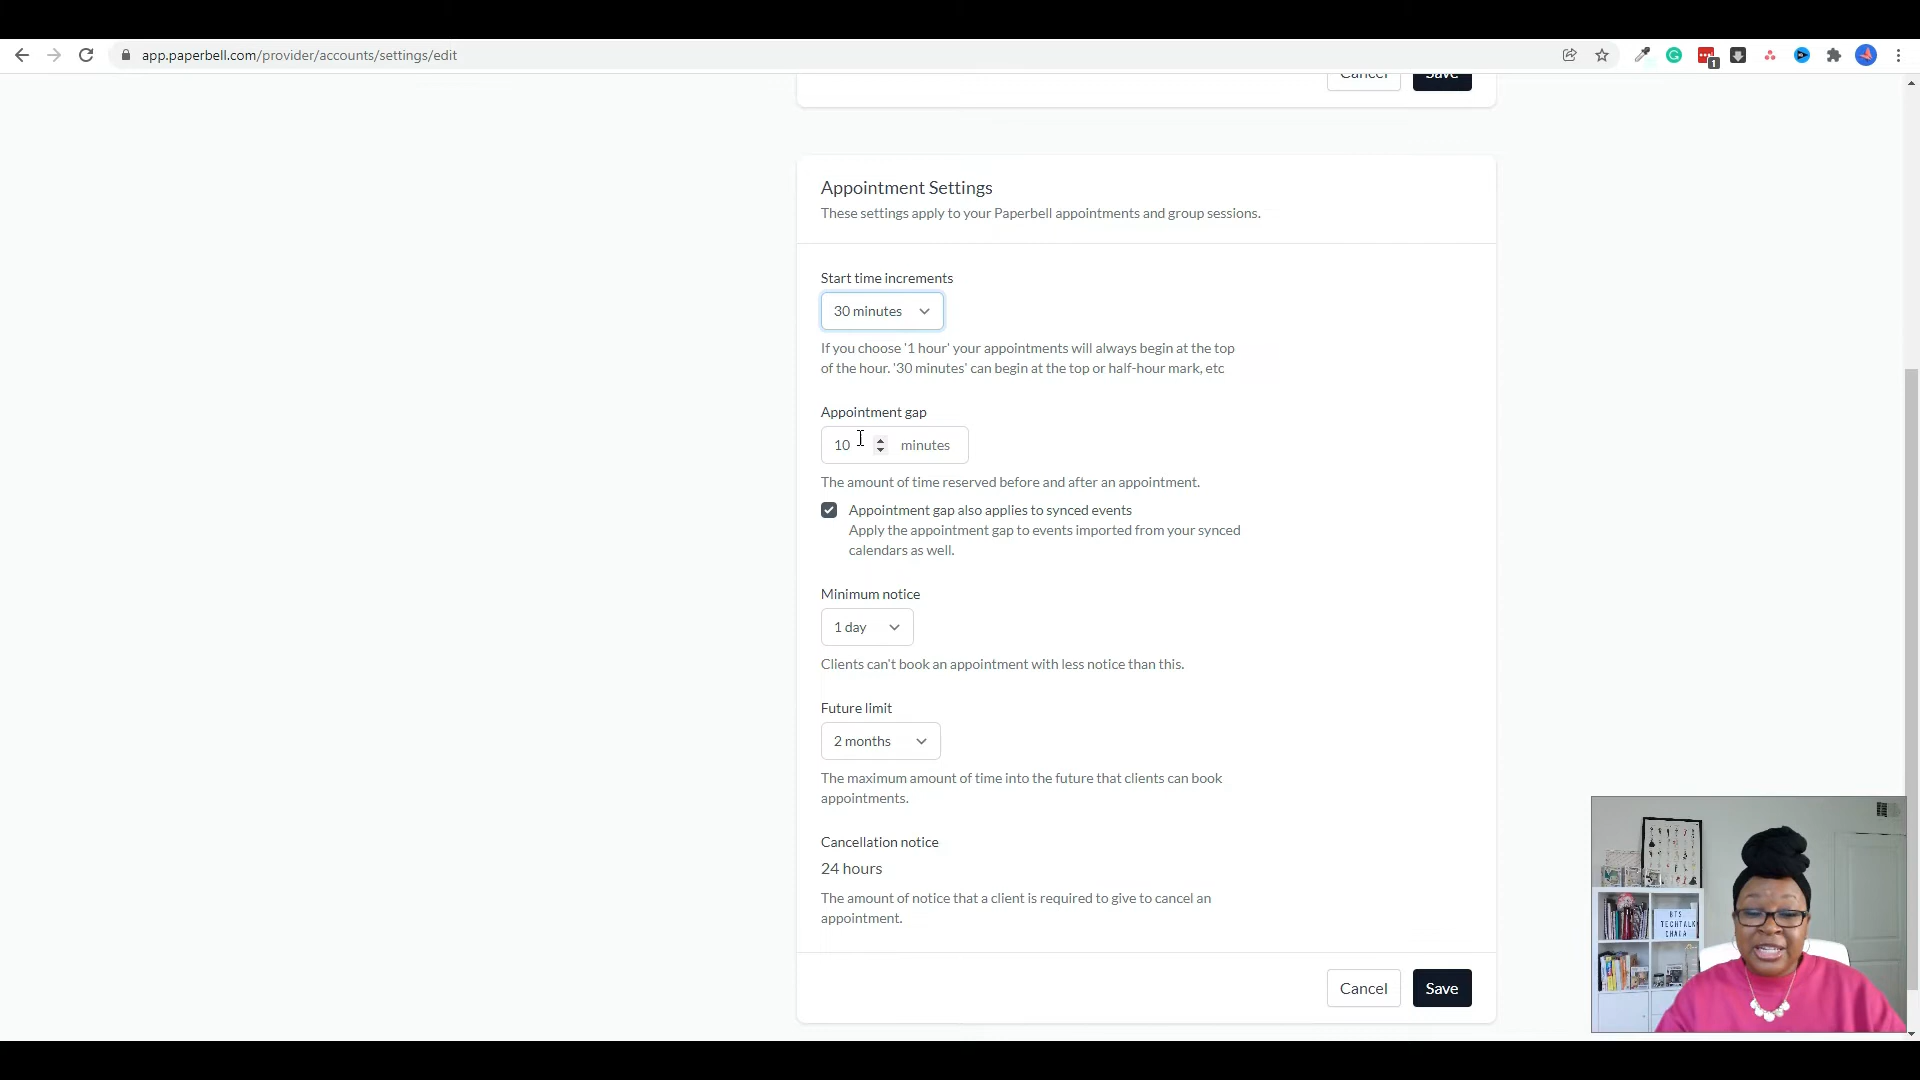 app.paperbell.com/provider/accounts/settings/edit
1
Cancel Save
Appointment Settings
These settings apply to your Paperbell appointments and group sessions.
Start time increments
30 minutes
If you choose '1 hour' your appointments will always begin at the top
of the hour. '30 minutes' can begin at the top or half-hour mark, etc
Appointment gap
10 minutes
The amount of time reserved before and after an appointment.
Appointment gap also applies to synced events
Apply the appointment gap to events imported from your synced
calendars as well.
Minimum notice
1 day
Clients can't book an appointment with less notice than this.
Future limit
2 months
The maximum amount of time into the future that clients can book
appointments.
Cancellation notice
24 hours
The amount of notice that a client is required to give to cancel an
appointment.
Cancel Save
BTS
TECHTALK
CHAKA